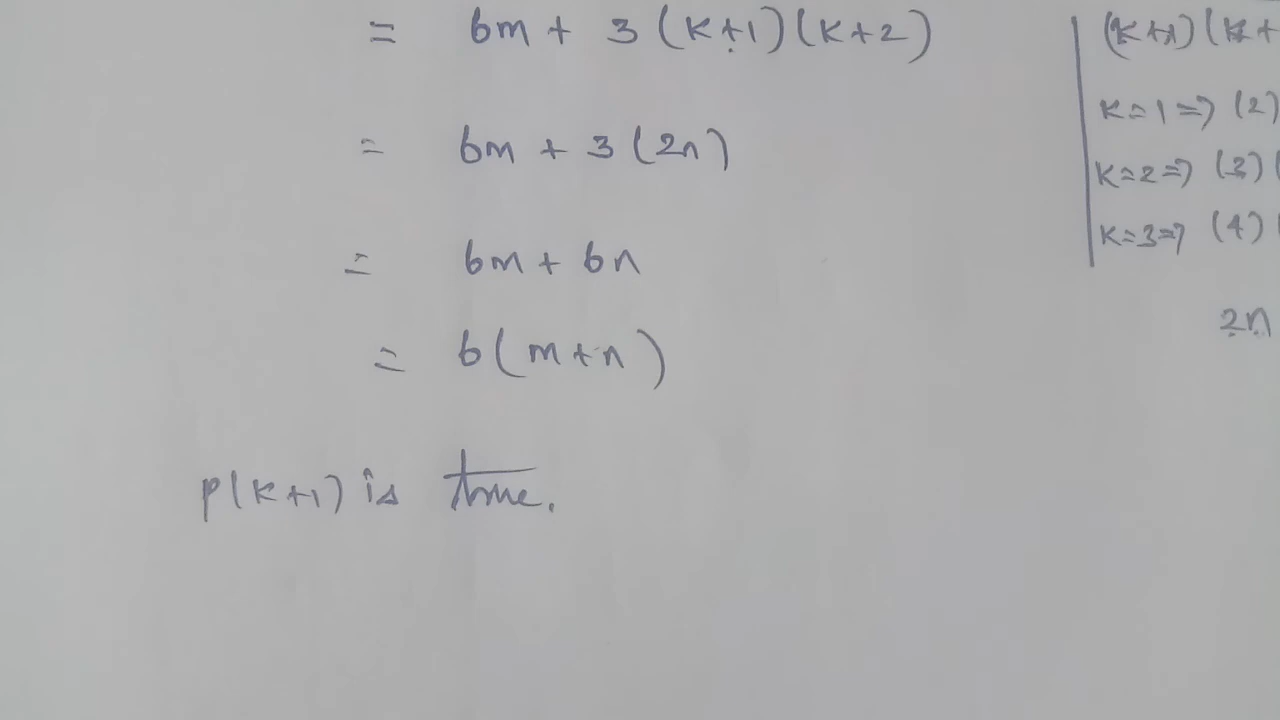 = 6m + 3(k+1)(k+2)
= 6m + 3(2n)
= 6m + 6n
= 6(m+n)
P(k+1) is true.
(k+1)(k+
k=1 ⇒ (2)
k=2 ⇒ (3)(
k=3 ⇒ (4)(
2n